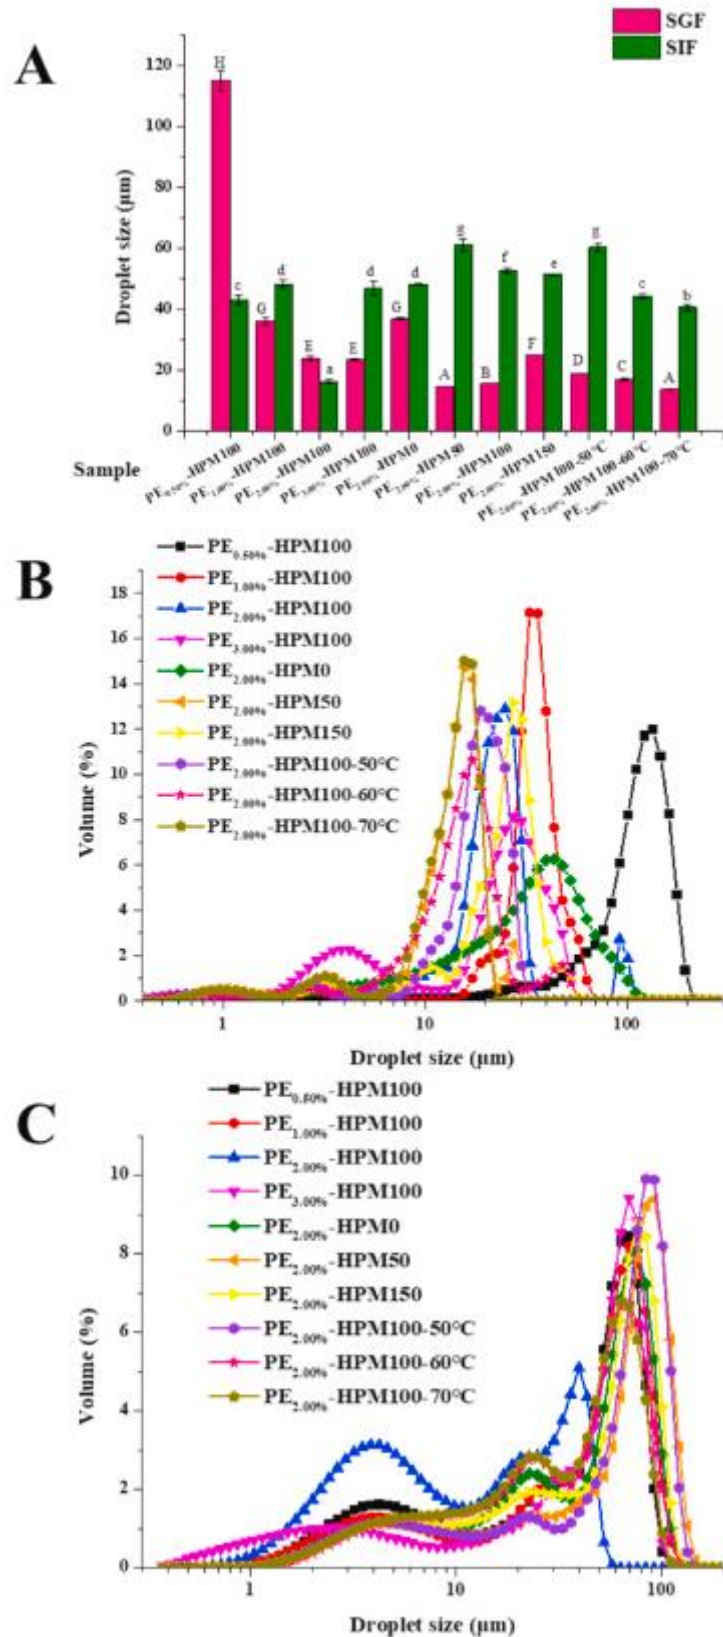 A
SGF
SIF
120
100
80
60
40
20
0
Droplet size (μm)
H
c
G
d
E
a
E
d
G
d
A
g
B
f
F
e
D
g
C
c
A
b
Sample
PE0.50%-HPM100
PE1.00%-HPM100
PE2.00%-HPM100
PE3.00%-HPM100
PE2.00%-HPM0
PE2.00%-HPM50
PE2.00%-HPM100
PE2.00%-HPM150
PE2.00%-HPM100-50°C
PE2.00%-HPM100-60°C
PE2.00%-HPM100-70°C
B
PE0.50%-HPM100
PE1.00%-HPM100
PE2.00%-HPM100
PE3.00%-HPM100
PE2.00%-HPM0
PE2.00%-HPM50
PE2.00%-HPM150
PE2.00%-HPM100-50°C
PE2.00%-HPM100-60°C
PE2.00%-HPM100-70°C
18
16
14
12
10
8
6
4
2
0
Volume (%)
1
10
100
Droplet size (μm)
C
PE0.50%-HPM100
PE1.00%-HPM100
PE2.00%-HPM100
PE3.00%-HPM100
PE2.00%-HPM0
PE2.00%-HPM50
PE2.00%-HPM150
PE2.00%-HPM100-50°C
PE2.00%-HPM100-60°C
PE2.00%-HPM100-70°C
10
8
6
4
2
0
Volume (%)
1
10
100
Droplet size (μm)